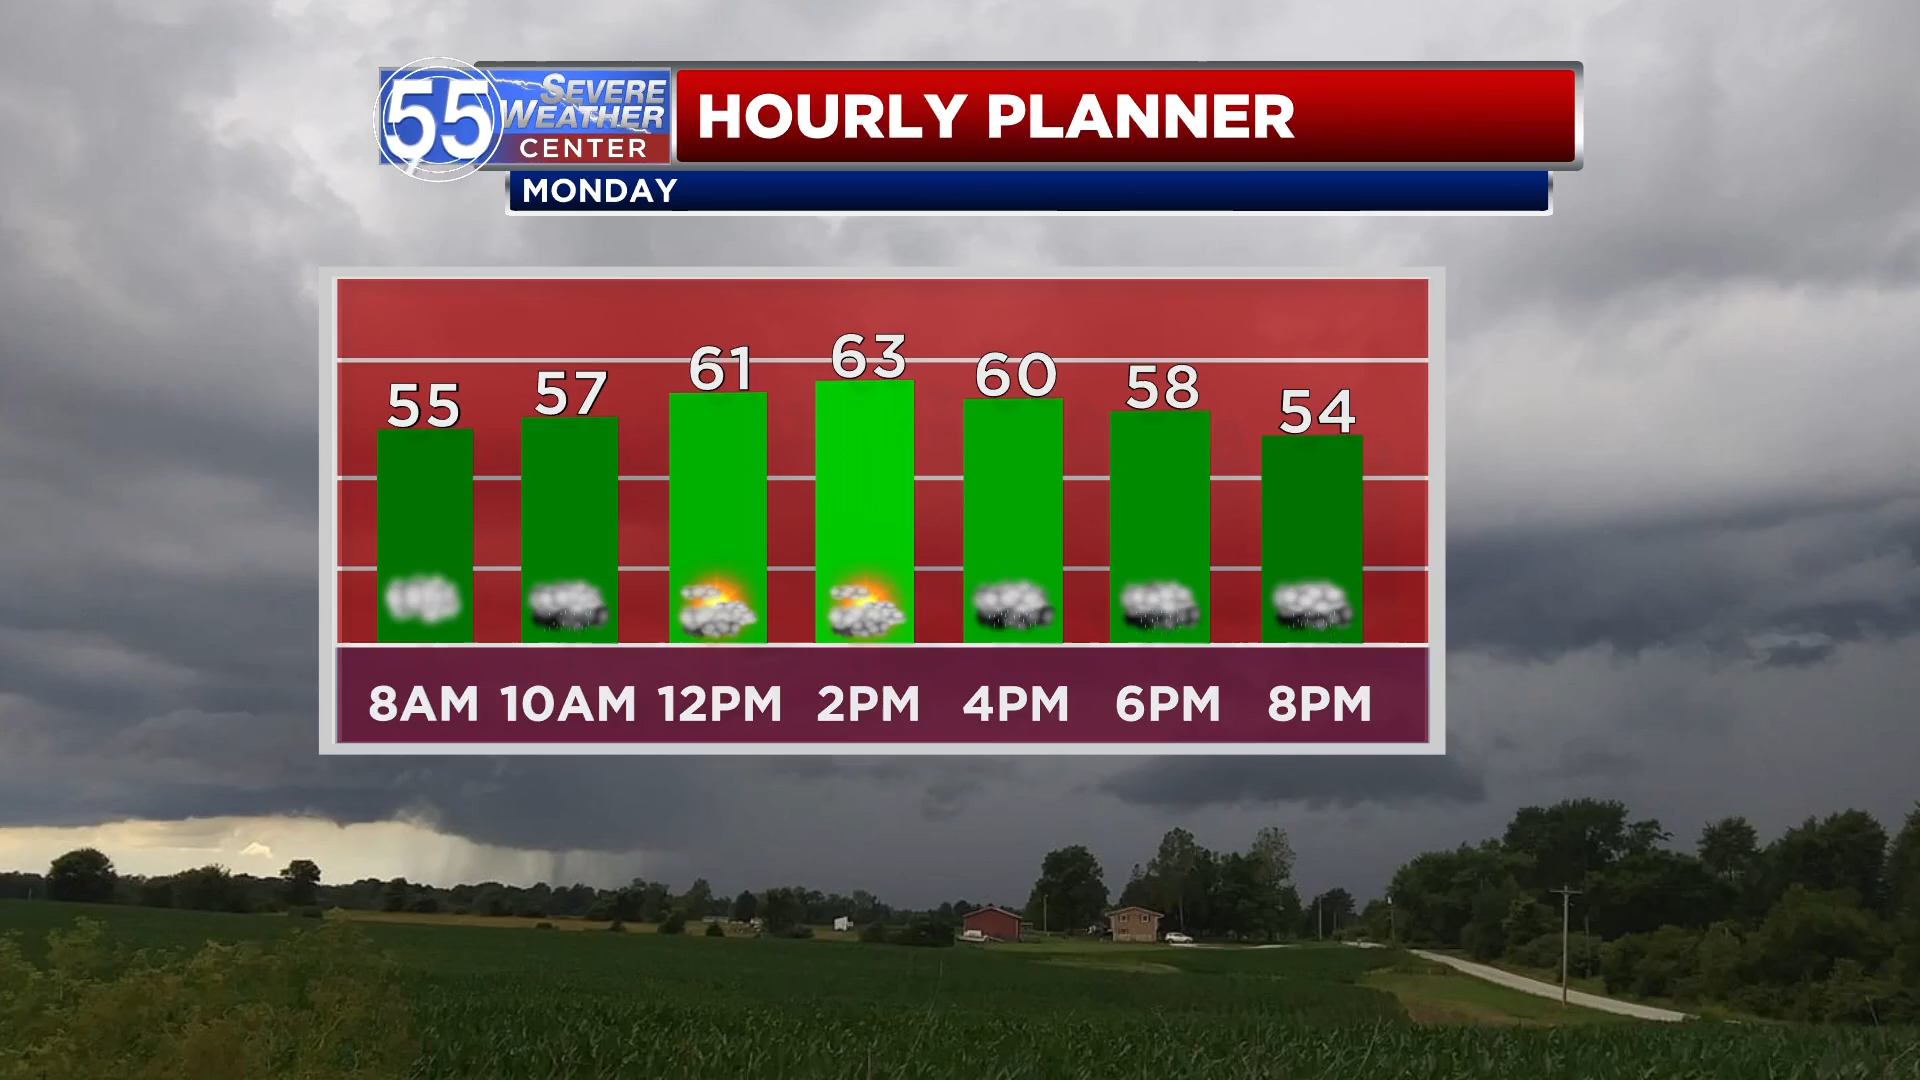 55 SEVERE WEATHER CENTER
HOURLY PLANNER
MONDAY
55 57 61 63 60 58 54
8AM 10AM 12PM 2PM 4PM 6PM 8PM